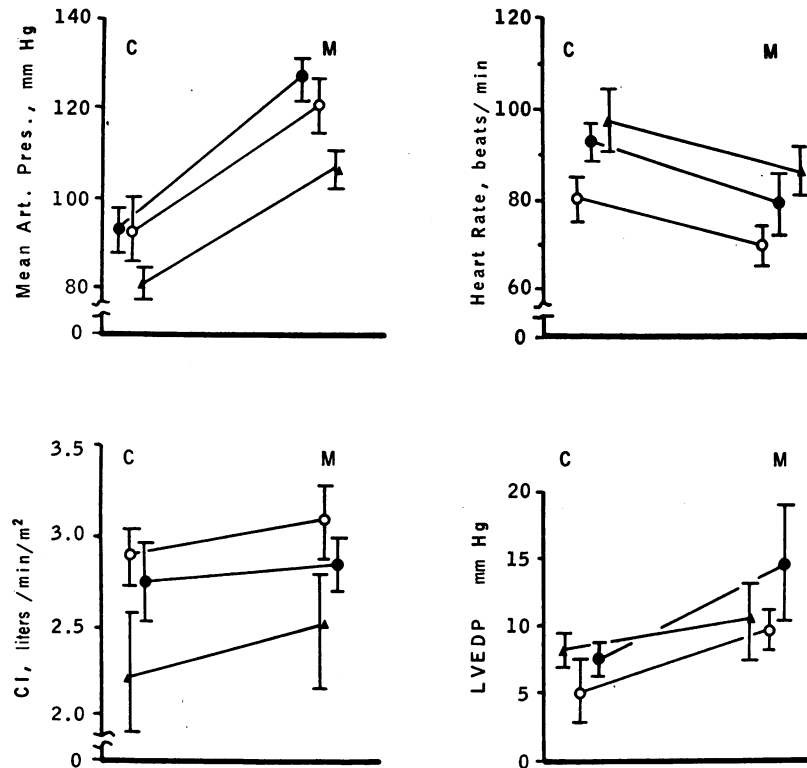 Mean Art. Pres., mm Hg
140
120
100
80
0
C
M
Heart Rate, beats/min
120
100
80
60
0
C
M
CI, liters/min/m²
3.5
3.0
2.5
2.0
0
C
M
LVEDP mm Hg
20
15
10
5
0
C
M